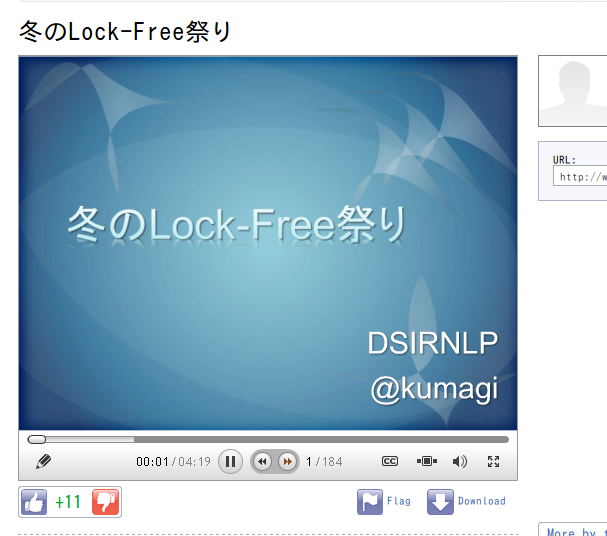 冬のLock-Free祭り
冬のLock-Free祭り
DSIRNLP
@kumagi
URL:
http://w
00:01/04:19
1/184
CC
+11
Flag
Download
More by t